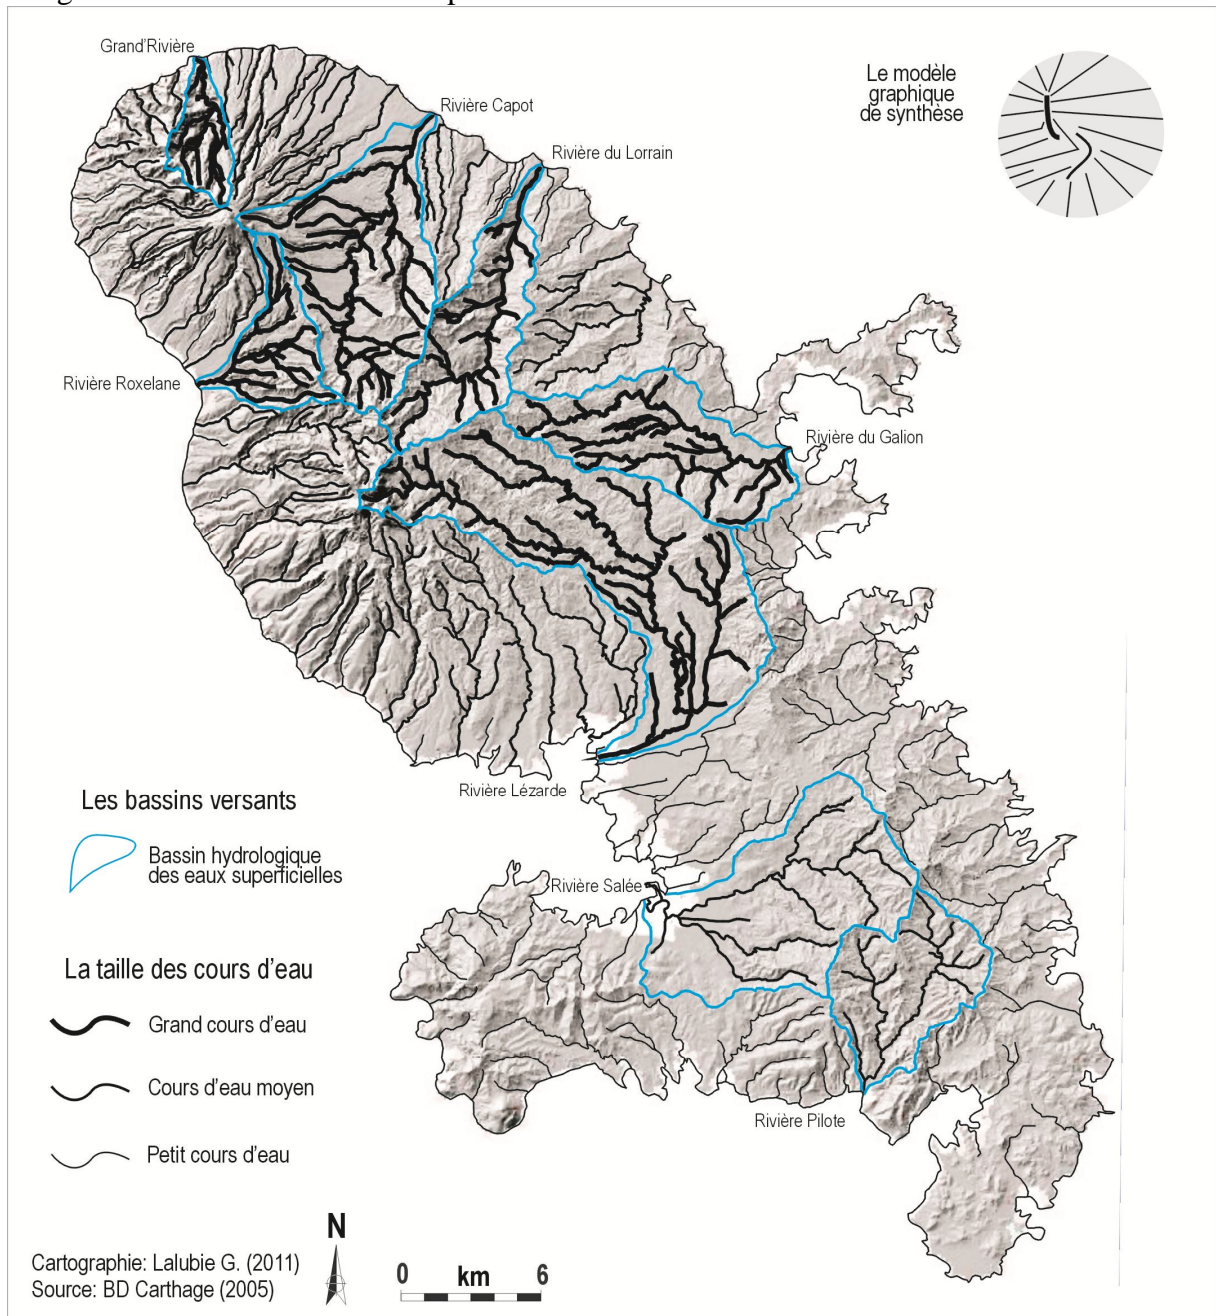 Grand'Rivière
Rivière Capot
Rivière du Lorrain
Le modèle
graphique
de synthèse
Rivière Roxelane
Rivière du Galion
Rivière Lézarde
Les bassins versants
Bassin hydrologique
des eaux superficielles
Rivière Salée
La taille des cours d'eau
Grand cours d'eau
Cours d'eau moyen
Rivière Pilote
Petit cours d'eau
N
Cartographie: Lalubie G. (2011)
Source: BD Carthage (2005)
0 km 6